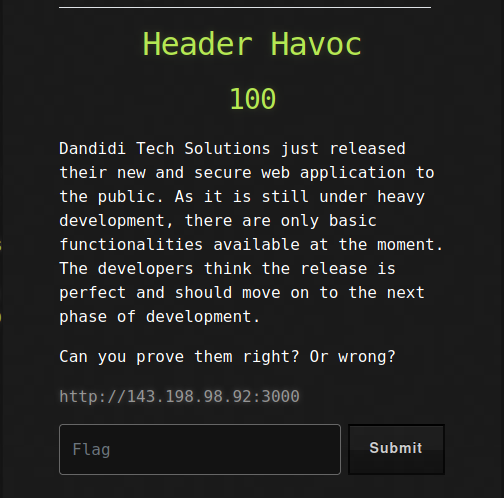 Header Havoc
100
Dandidi Tech Solutions just released
their new and secure web application to
the public. As it is still under heavy
development, there are only basic
functionalities available at the moment.
The developers think the release is
perfect and should move on to the next
phase of development.
Can you prove them right? Or wrong?
http://143.198.98.92:3000
Flag
Submit